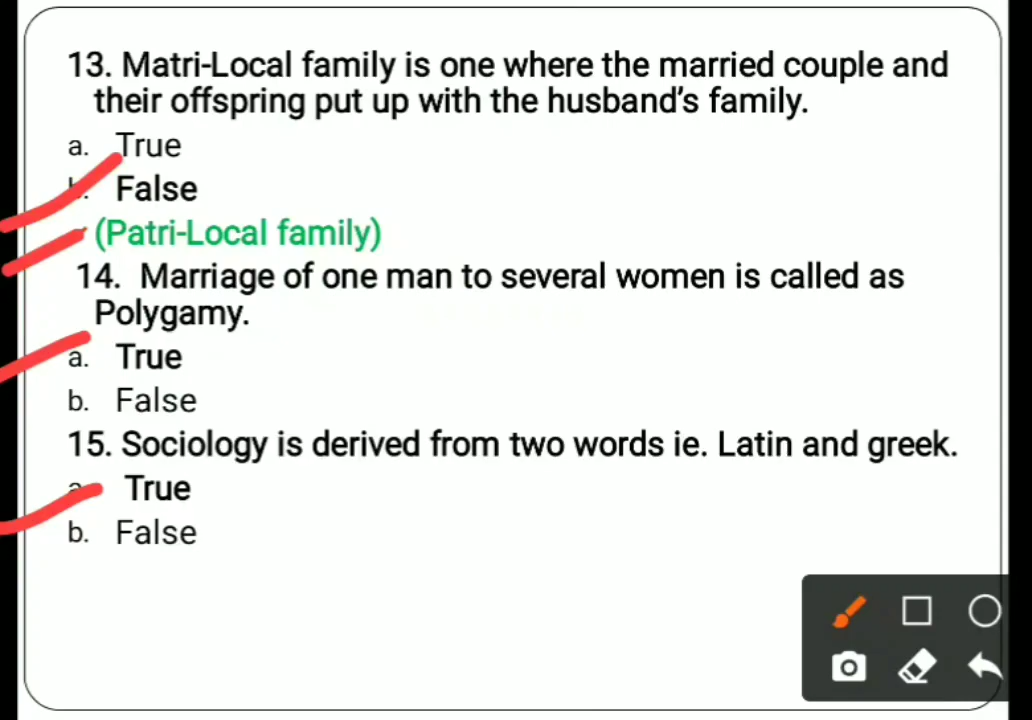 13. Matri-Local family is one where the married couple and
their offspring put up with the husband's family.
a. True
b. False
(Patri-Local family)
14. Marriage of one man to several women is called as
Polygamy.
a. True
b. False
15. Sociology is derived from two words ie. Latin and greek.
a. True
b. False